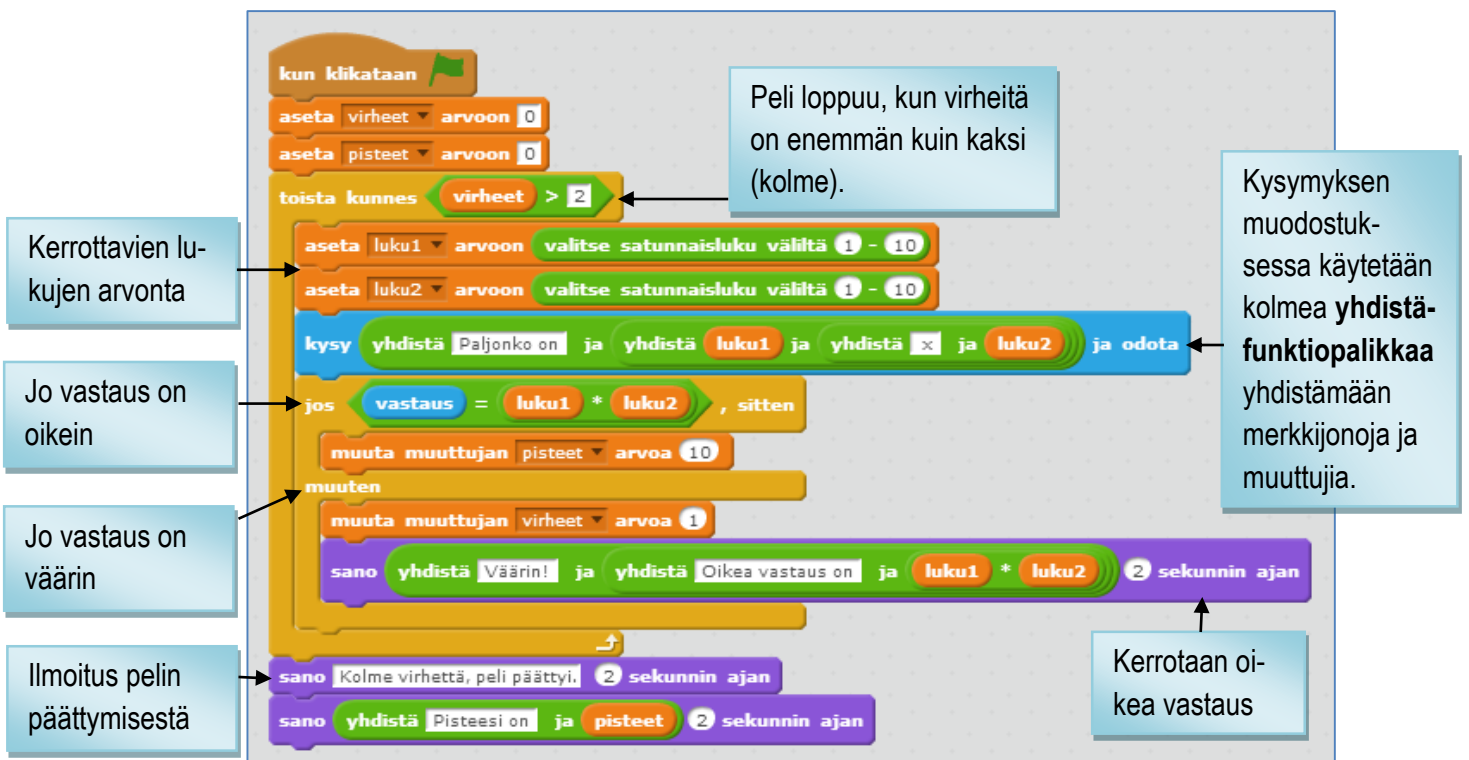 kun klikataan
aseta virheet arvoon 0
aseta pisteet arvoon 0
toista kunnes virheet > 2
aseta luku1 arvoon valitse satunnaisluku väliltä 1 - 10
aseta luku2 arvoon valitse satunnaisluku väliltä 1 - 10
kysy yhdistä Paljonko on ja yhdistä luku1 ja yhdistä x ja luku2 ja odota
jos vastaus = luku1 * luku2 , sitten
muuta muuttujan pisteet arvoa 10
muuten
muuta muuttujan virheet arvoa 1
sano yhdistä Väärin! ja yhdistä Oikea vastaus on ja luku1 * luku2 2 sekunnin ajan
sano Kolme virhettä, peli päättyi. 2 sekunnin ajan
sano yhdistä Pisteesi on ja pisteet 2 sekunnin ajan
Peli loppuu, kun virheitä
on enemmän kuin kaksi
(kolme).
Kerrottavien lu-
kujen arvonta
Kysymyksen
muodostuk-
sessa käytetään
kolmea yhdistä-
funktiopalikkaa
yhdistämään
merkkijonoja ja
muuttujia.
Jo vastaus on
oikein
Jo vastaus on
väärin
Ilmoitus pelin
päättymisestä
Kerrotaan oi-
kea vastaus